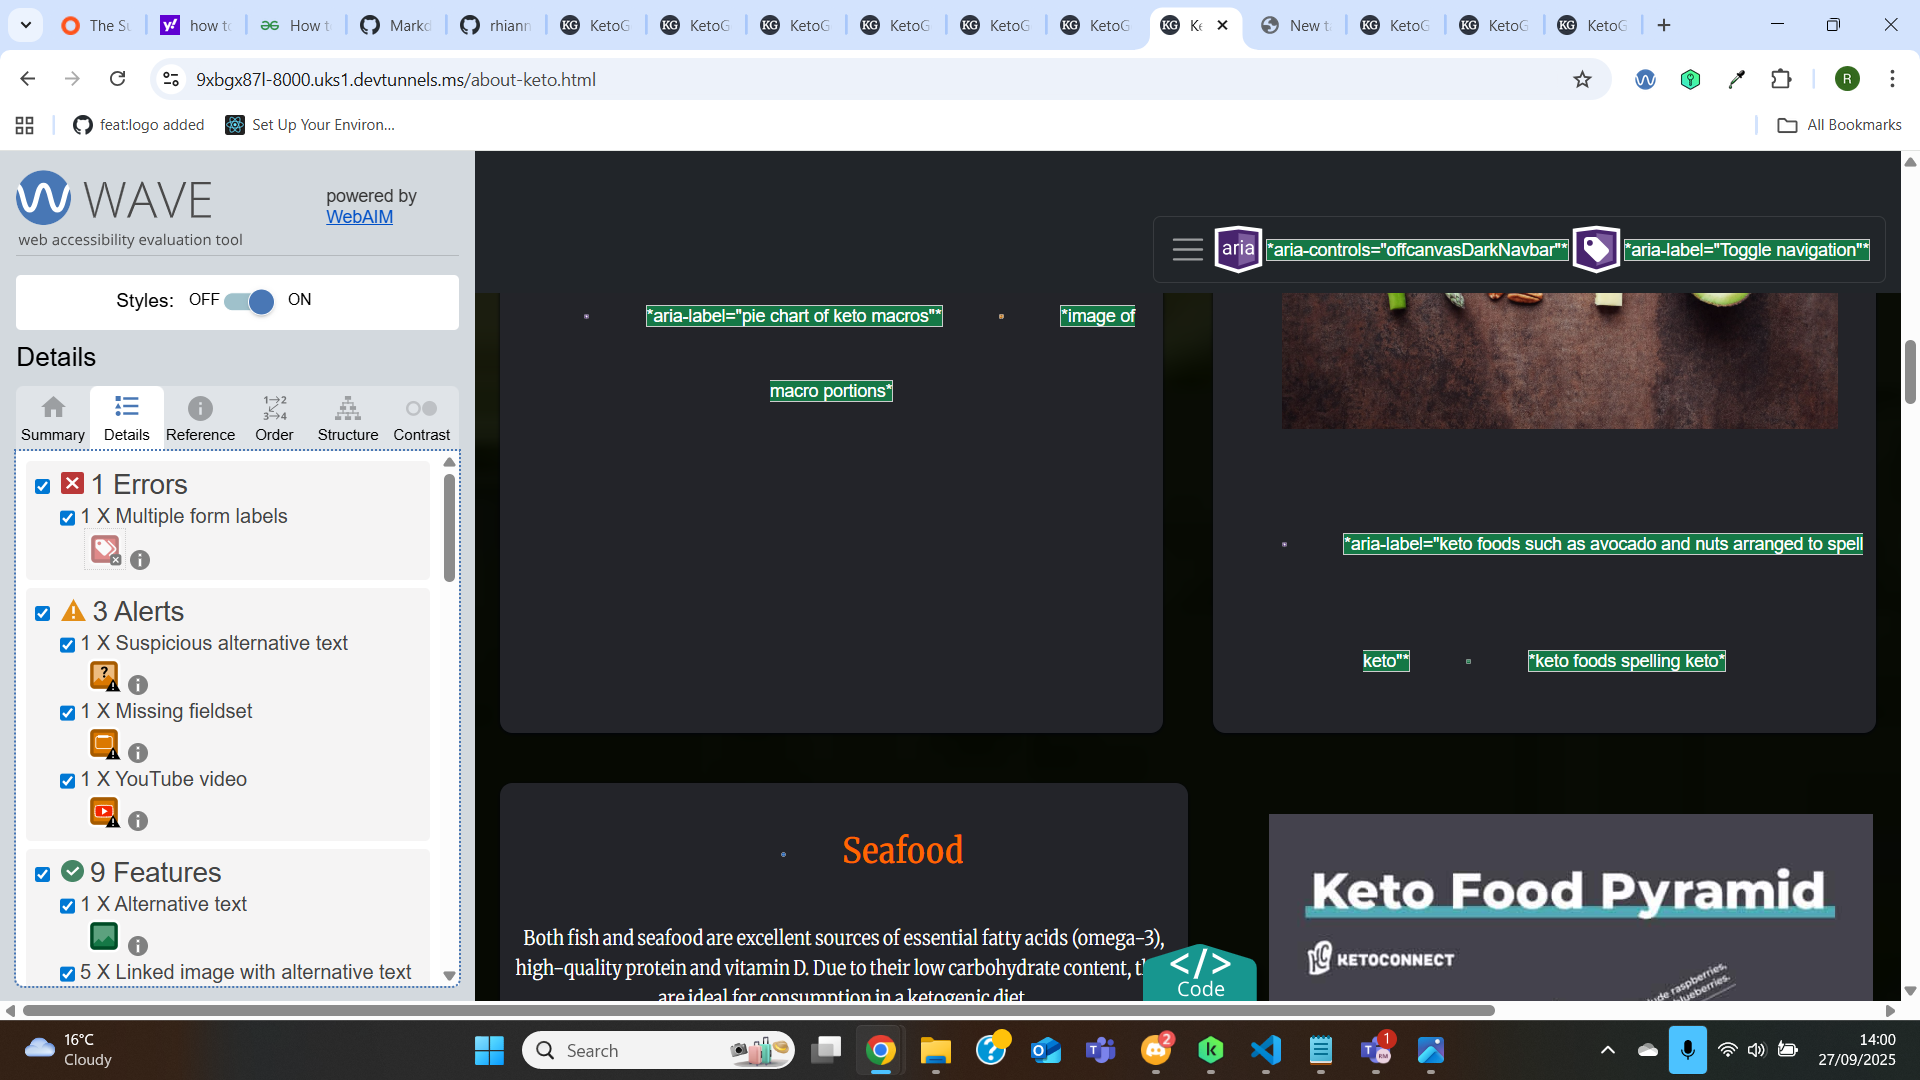 The Su
how to
How to
Markd
rhiann
KetoG
KetoG
KetoG
KetoG
KetoG
KetoG
Ke
New t
KetoG
KetoG
KetoG
9xbgx87l-8000.uks1.devtunnels.ms/about-keto.html
R
feat:logo added
Set Up Your Environ...
All Bookmarks
WAVE
web accessibility evaluation tool
powered by
WebAIM
Styles: OFF ON
Details
Summary
Details
Reference
Order
Structure
Contrast
1 Errors
1 X Multiple form labels
3 Alerts
1 X Suspicious alternative text
1 X Missing fieldset
1 X YouTube video
9 Features
1 X Alternative text
5 X Linked image with alternative text
aria
*aria-controls="offcanvasDarkNavbar"*
*aria-label="Toggle navigation"*
*aria-label="pie chart of keto macros"*
*image of
macro portions*
*aria-label="keto foods such as avocado and nuts arranged to spell
keto"*
*keto foods spelling keto*
Seafood
Both fish and seafood are excellent sources of essential fatty acids (omega-3),
high-quality protein and vitamin D. Due to their low carbohydrate content, t
are ideal for consumption in a ketogenic diet
</>
Code
Keto Food Pyramid
KC KETOCONNECT
lude raspberries,
blueberries.
16°C
Cloudy
Search
2
1
14:00
27/09/2025